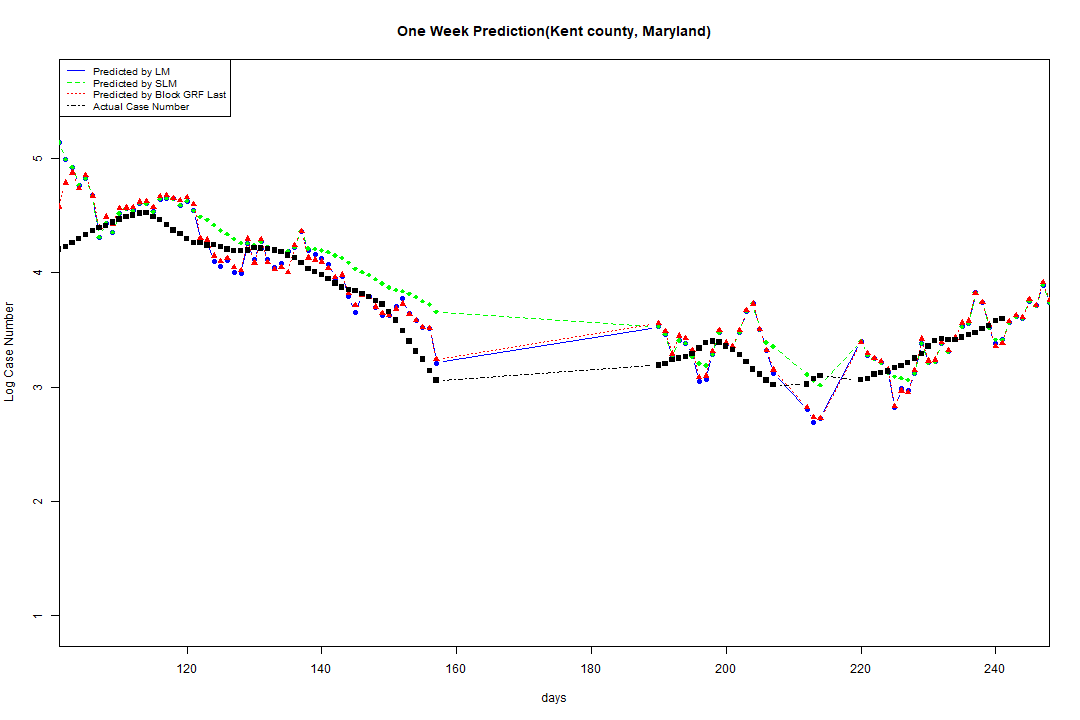 One Week Prediction(Kent county, Maryland)
Predicted by LM
Predicted by SLM
Predicted by Block GRF Last
Actual Case Number
5
4
3
2
1
Log Case Number
120 140 160 180 200 220 240
days